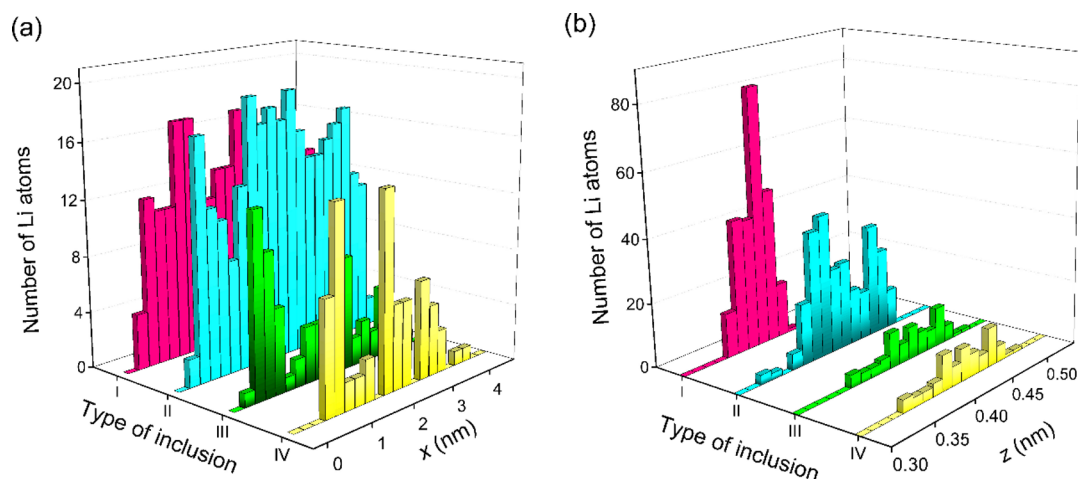 (a)
20
16
12
8
4
0
Number of Li atoms
I
II
III
IV
Type of inclusion
0
1
2
3
4
x (nm)
(b)
80
60
40
20
0
Number of Li atoms
I
II
III
IV
Type of inclusion
0.30
0.35
0.40
0.45
0.50
z (nm)